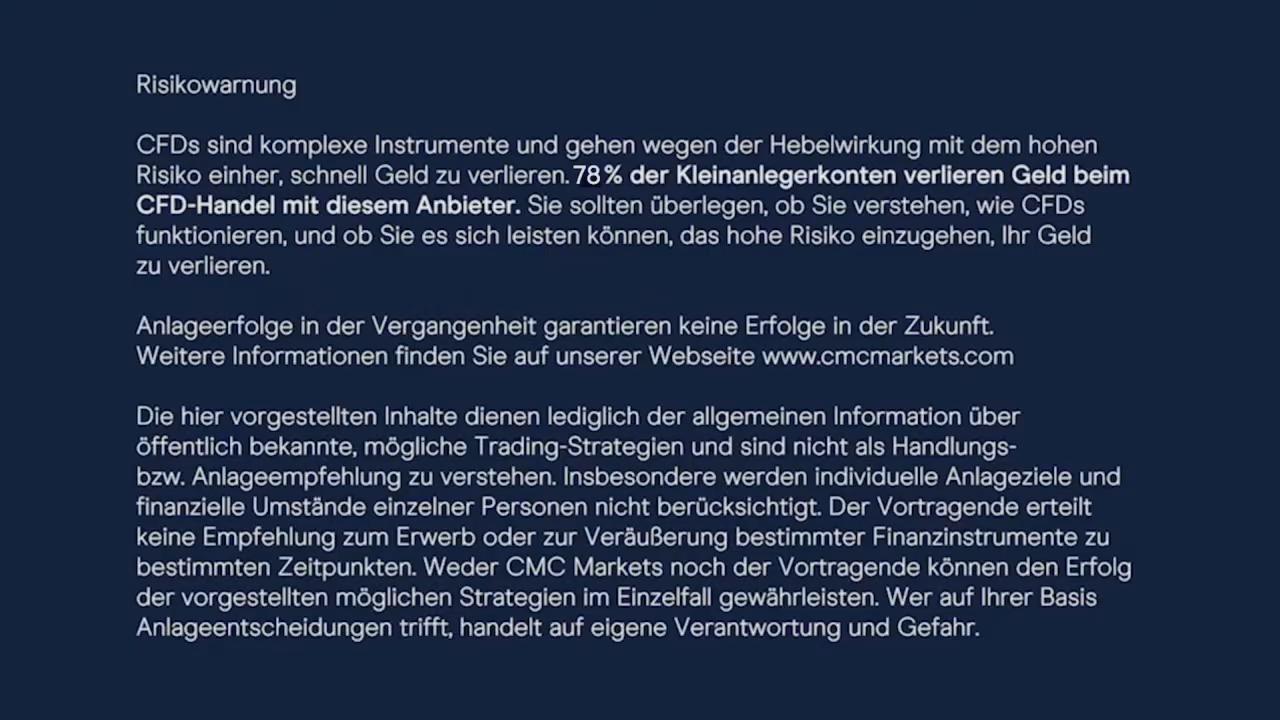 Risikowarnung
CFDs sind komplexe Instrumente und gehen wegen der Hebelwirkung mit dem hohen
Risiko einher, schnell Geld zu verlieren. 78 % der Kleinanlegerkonten verlieren Geld beim
CFD-Handel mit diesem Anbieter. Sie sollten überlegen, ob Sie verstehen, wie CFDs
funktionieren, und ob Sie es sich leisten können, das hohe Risiko einzugehen, Ihr Geld
zu verlieren.
Anlageerfolge in der Vergangenheit garantieren keine Erfolge in der Zukunft.
Weitere Informationen finden Sie auf unserer Webseite www.cmcmarkets.com
Die hier vorgestellten Inhalte dienen lediglich der allgemeinen Information über
öffentlich bekannte, mögliche Trading-Strategien und sind nicht als Handlungs-
bzw. Anlageempfehlung zu verstehen. Insbesondere werden individuelle Anlageziele und
finanzielle Umstände einzelner Personen nicht berücksichtigt. Der Vortragende erteilt
keine Empfehlung zum Erwerb oder zur Veräußerung bestimmter Finanzinstrumente zu
bestimmten Zeitpunkten. Weder CMC Markets noch der Vortragende können den Erfolg
der vorgestellten möglichen Strategien im Einzelfall gewährleisten. Wer auf Ihrer Basis
Anlageentscheidungen trifft, handelt auf eigene Verantwortung und Gefahr.